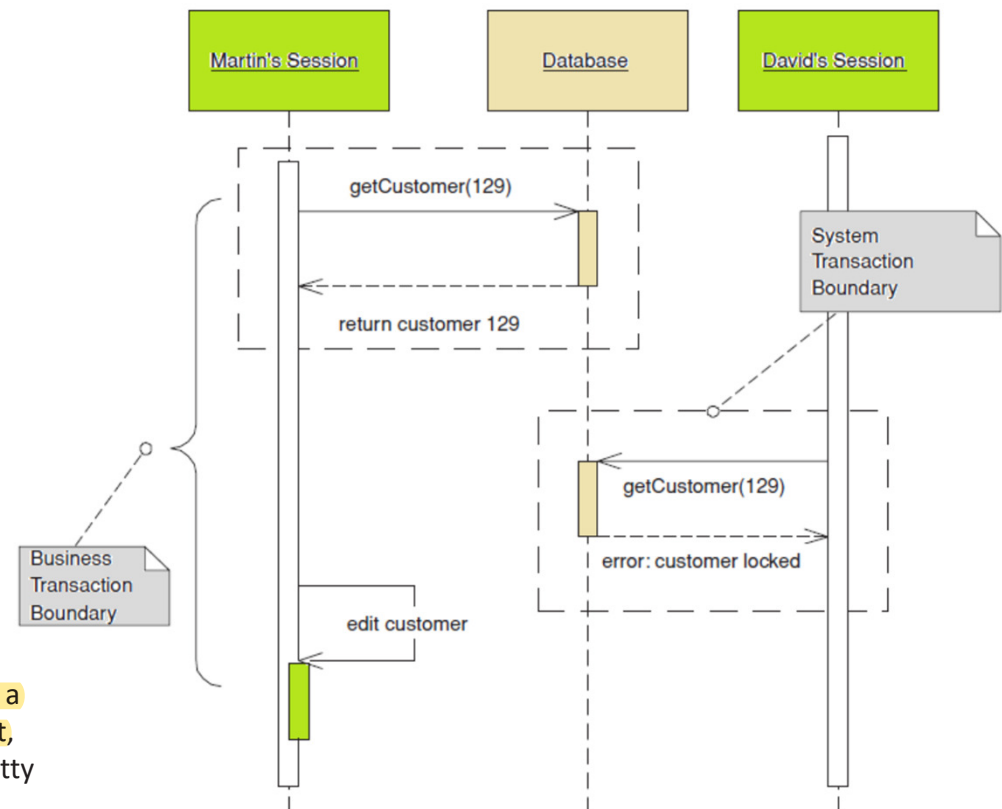 Martin's Session
Database
David's Session
getCustomer(129)
return customer 129
System
Transaction
Boundary
getCustomer(129)
error: customer locked
Business
Transaction
Boundary
edit customer
a